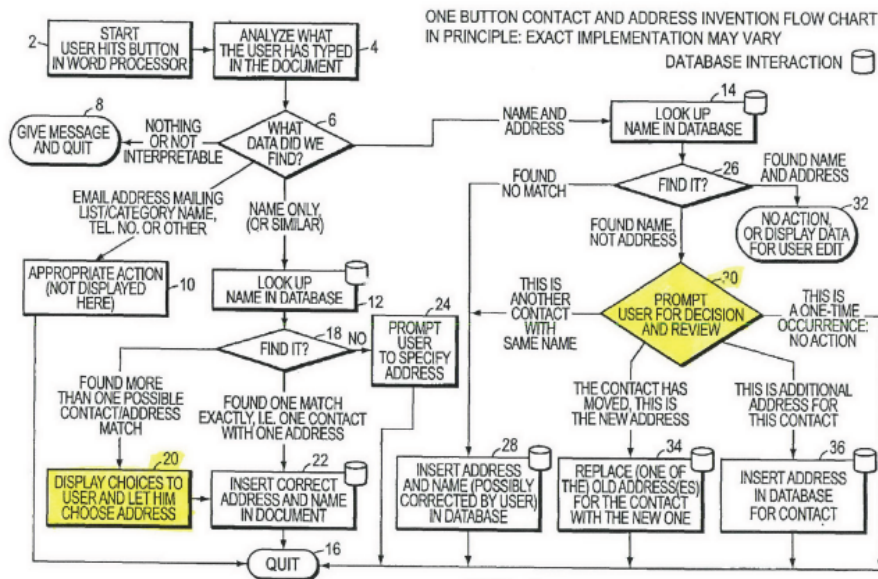 ONE BUTTON CONTACT AND ADDRESS INVENTION FLOW CHART
IN PRINCIPLE: EXACT IMPLEMENTATION MAY VARY
DATABASE INTERACTION
2
START
USER HITS BUTTON
IN WORD PROCESSOR
ANALYZE WHAT
THE USER HAS TYPED
IN THE DOCUMENT
4
8
GIVE MESSAGE
AND QUIT
NOTHING
OR NOT
INTERPRETABLE
6
WHAT
DATA DID WE
FIND?
NAME AND
ADDRESS
14
LOOK UP
NAME IN DATABASE
EMAIL ADDRESS MAILING
LIST/CATEGORY NAME,
TEL. NO. OR OTHER
NAME ONLY,
(OR SIMILAR)
FOUND
NO MATCH
26
FIND IT?
FOUND NAME
AND ADDRESS
32
NO ACTION,
OR DISPLAY DATA
FOR USER EDIT
FOUND NAME,
NOT ADDRESS
APPROPRIATE ACTION
(NOT DISPLAYED
HERE)
10
LOOK UP
NAME IN DATABASE
12
24
PROMPT
USER
TO SPECIFY
ADDRESS
18
FIND IT?
NO
THIS IS
ANOTHER
CONTACT
WITH
SAME NAME
30
PROMPT
USER FOR DECISION
AND REVIEW
THIS IS
A ONE-TIME
OCCURRENCE:
NO ACTION
FOUND MORE
THAN ONE POSSIBLE
CONTACT/ADDRESS
MATCH
FOUND ONE MATCH
EXACTLY, I.E. ONE CONTACT
WITH ONE ADDRESS
THE CONTACT HAS
MOVED, THIS IS
THE NEW ADDRESS
THIS IS ADDITIONAL
ADDRESS FOR
THIS CONTACT
20
DISPLAY CHOICES TO
USER AND LET HIM
CHOOSE ADDRESS
22
INSERT CORRECT
ADDRESS AND NAME
IN DOCUMENT
28
INSERT ADDRESS
AND NAME (POSSIBLY
CORRECTED BY USER)
IN DATABASE
34
REPLACE (ONE OF
THE) OLD ADDRESS(ES)
FOR THE CONTACT
WITH THE NEW ONE
36
INSERT ADDRESS
IN DATABASE
FOR CONTACT
16
QUIT